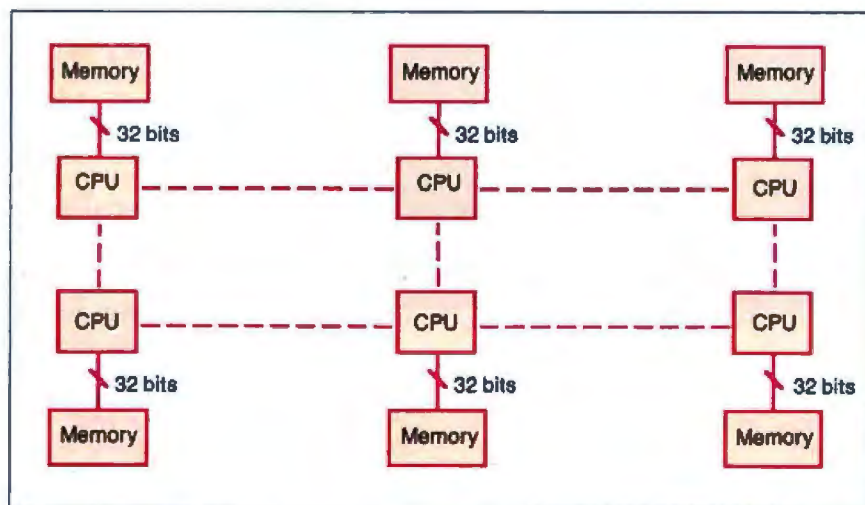 Memory Memory Memory
32 bits 32 bits 32 bits
CPU CPU CPU
CPU CPU CPU
32 bits 32 bits 32 bits
Memory Memory Memory